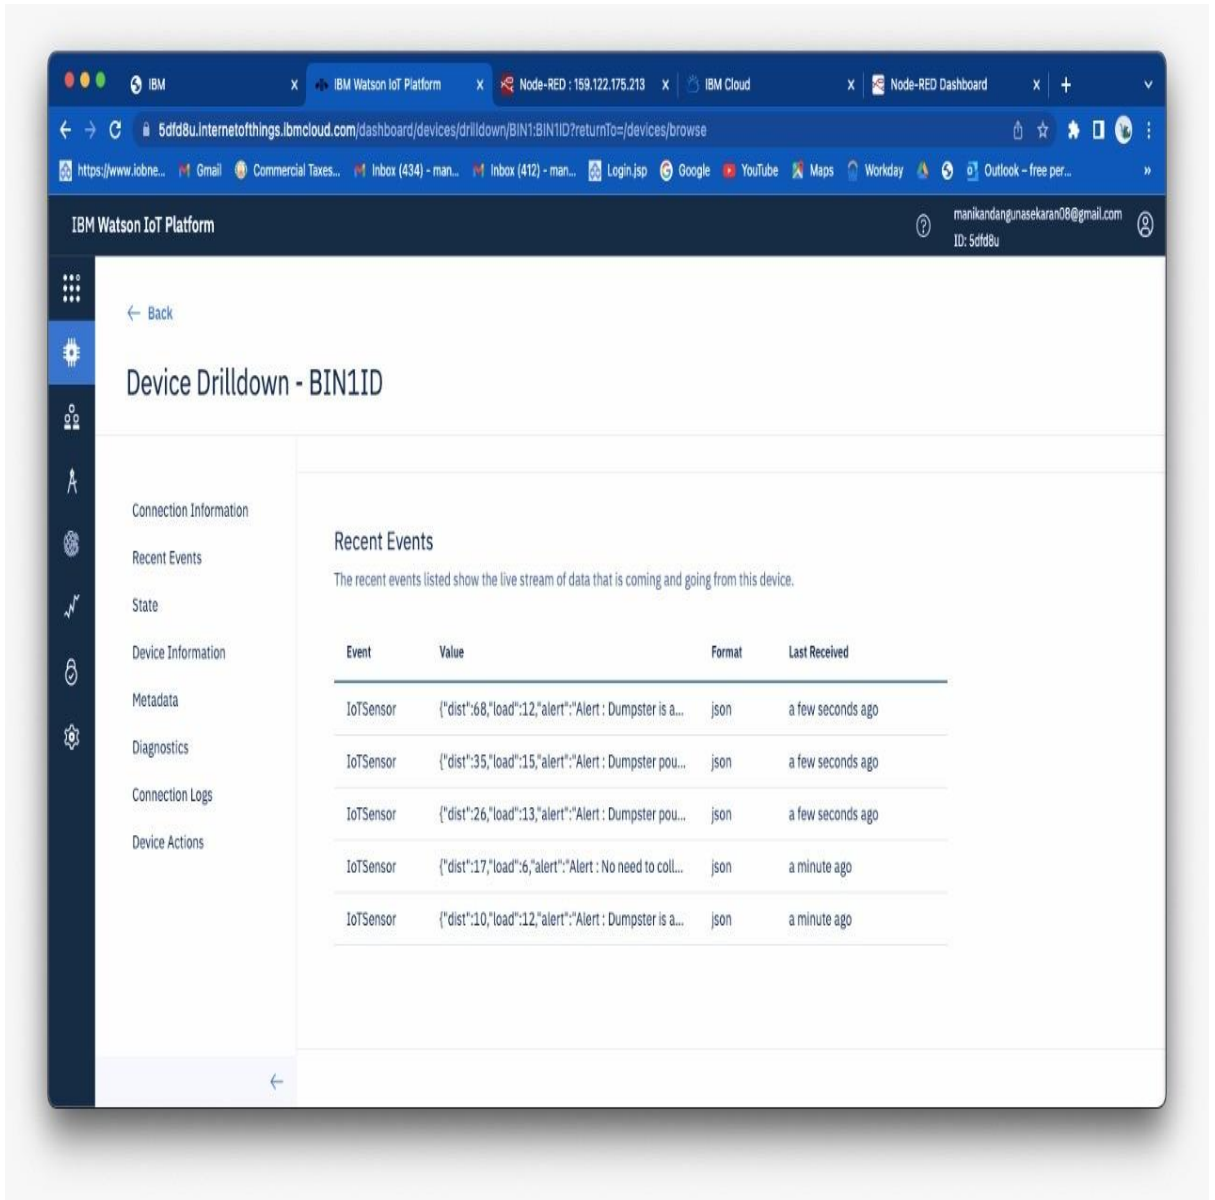 IBM
IBM Watson IoT Platform
Node-RED : 159.122.175.213
IBM Cloud
Node-RED Dashboard
5dfd8u.internetofthings.ibmcloud.com/dashboard/devices/drilldown/BIN1:BIN1ID?returnTo=/devices/browse
https://www.iobne... Gmail Commercial Taxes... Inbox (434) - man... Inbox (412) - man... Login.jsp Google YouTube Maps Workday Outlook – free per... »
IBM Watson IoT Platform
manikandangunasekaran08@gmail.com
ID: 5dfd8u
← Back
Device Drilldown - BIN1ID
Connection Information
Recent Events
State
Device Information
Metadata
Diagnostics
Connection Logs
Device Actions
Recent Events
The recent events listed show the live stream of data that is coming and going from this device.
Event Value Format Last Received
IoTSensor {"dist":68,"load":12,"alert":"Alert : Dumpster is a... json a few seconds ago
IoTSensor {"dist":35,"load":15,"alert":"Alert : Dumpster pou... json a few seconds ago
IoTSensor {"dist":26,"load":13,"alert":"Alert : Dumpster pou... json a few seconds ago
IoTSensor {"dist":17,"load":6,"alert":"Alert : No need to coll... json a minute ago
IoTSensor {"dist":10,"load":12,"alert":"Alert : Dumpster is a... json a minute ago